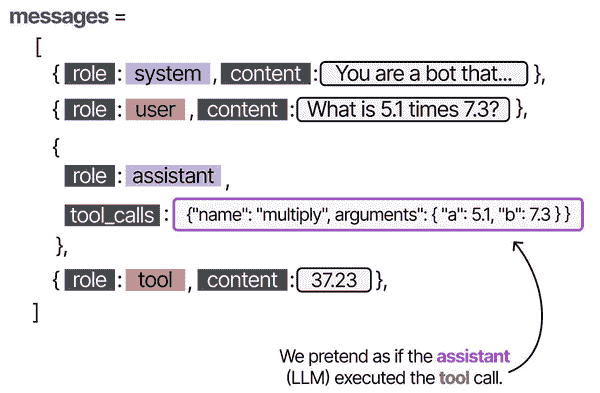 messages =
[
{ role : system , content : You are a bot that... },
{ role : user , content : What is 5.1 times 7.3? },
{
role : assistant ,
tool_calls : {"name": "multiply", arguments": { "a": 5.1, "b": 7.3 } }
},
{ role : tool , content : 37.23 },
]
We pretend as if the assistant
(LLM) executed the tool call.